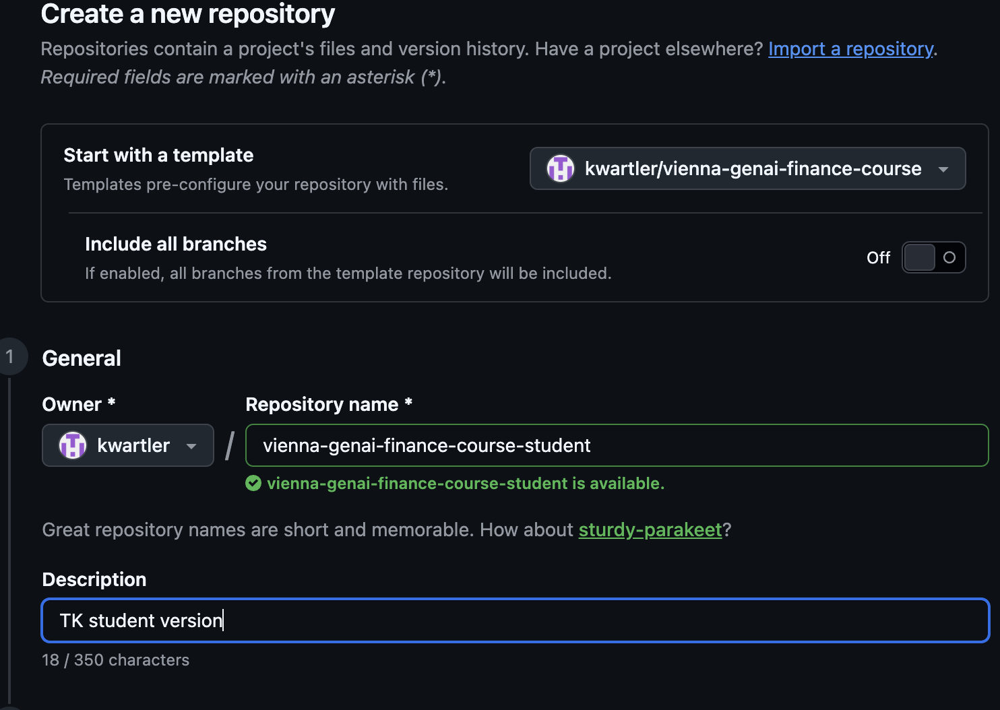 Create a new repository
Repositories contain a project's files and version history. Have a project elsewhere? Import a repository.
Required fields are marked with an asterisk (*).
Start with a template
Templates pre-configure your repository with files.
kwartler/vienna-genai-finance-course
Include all branches
If enabled, all branches from the template repository will be included.
Off
1
General
Owner *
Repository name *
kwartler
/
vienna-genai-finance-course-student
vienna-genai-finance-course-student is available.
Great repository names are short and memorable. How about sturdy-parakeet?
Description
TK student version
18 / 350 characters